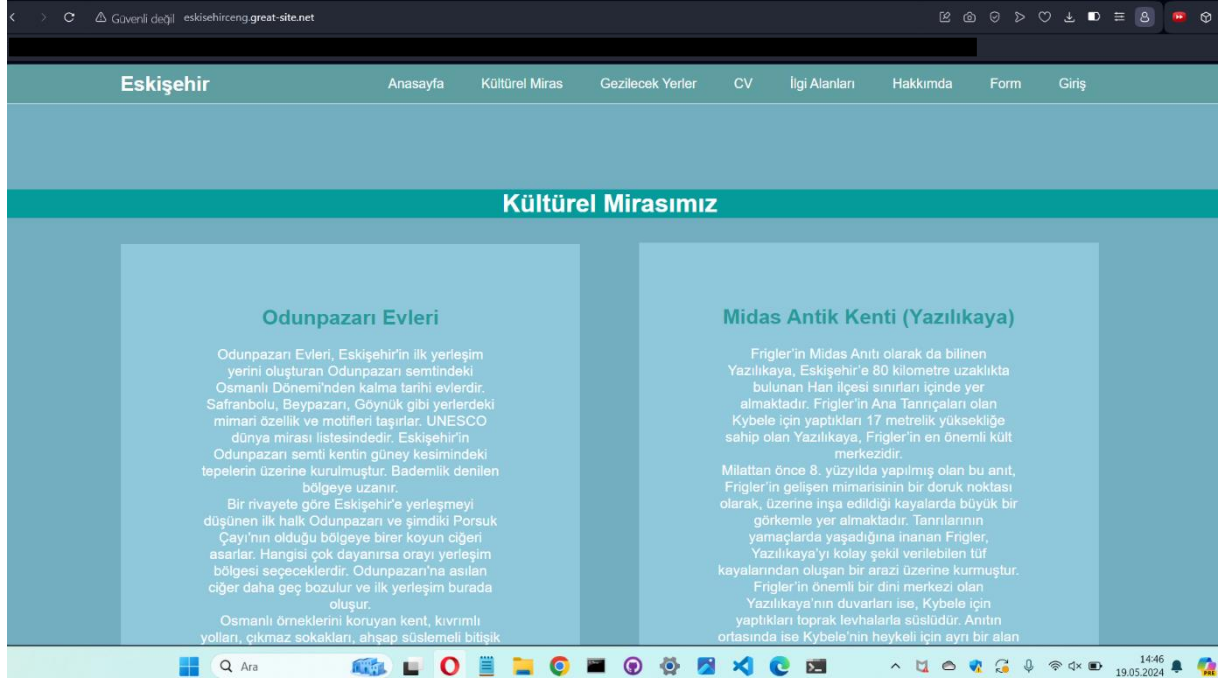 Güvenli değil eskisehirceng.great-site.net
Eskişehir Anasayfa Kültürel Miras Gezilecek Yerler CV İlgi Alanları Hakkımda Form Giriş
Kültürel Mirasımız
Odunpazarı Evleri
Odunpazarı Evleri, Eskişehir'in ilk yerleşim
yerini oluşturan Odunpazarı semtindeki
Osmanlı Dönemi'nden kalma tarihi evlerdir.
Safranbolu, Beypazarı, Göynük gibi yerlerdeki
mimari özellik ve motifleri taşırlar. UNESCO
dünya mirası listesindedir. Eskişehir'in
Odunpazarı semti kentin güney kesimindeki
tepelerin üzerine kurulmuştur. Bademlik denilen
bölgeye uzanır.
Bir rivayete göre Eskişehir'e yerleşmeyi
düşünen ilk halk Odunpazarı ve şimdiki Porsuk
Çayı'nın olduğu bölgeye birer koyun ciğeri
asarlar. Hangisi çok dayanırsa orayı yerleşim
bölgesi seçeceklerdir. Odunpazarı'na asılan
ciğer daha geç bozulur ve ilk yerleşim burada
oluşur.
Osmanlı örneklerini koruyan kent, kıvrımlı
yolları, çıkmaz sokakları, ahşap süslemeli bitişik
Midas Antik Kenti (Yazılıkaya)
Frigler'in Midas Anıtı olarak da bilinen
Yazılıkaya, Eskişehir'e 80 kilometre uzaklıkta
bulunan Han ilçesi sınırları içinde yer
almaktadır. Frigler'in Ana Tanrıçaları olan
Kybele için yaptıkları 17 metrelik yüksekliğe
sahip olan Yazılıkaya, Frigler'in en önemli kült
merkezidir.
Milattan önce 8. yüzyılda yapılmış olan bu anıt,
Frigler'in gelişen mimarisinin bir doruk noktası
olarak, üzerine inşa edildiği kayalarda büyük bir
görkemle yer almaktadır. Tanrılarının
yamaçlarda yaşadığına inanan Frigler,
Yazılıkaya'yı kolay şekil verilebilen tüf
kayalarından oluşan bir arazi üzerine kurmuştur.
Frigler'in önemli bir dini merkezi olan
Yazılıkaya'nın duvarları ise, Kybele için
yaptıkları toprak levhalarla süslüdür. Anıtın
ortasında ise Kybele'nin heykeli için ayrı bir alan
Ara
14:46
19.05.2024
PRE